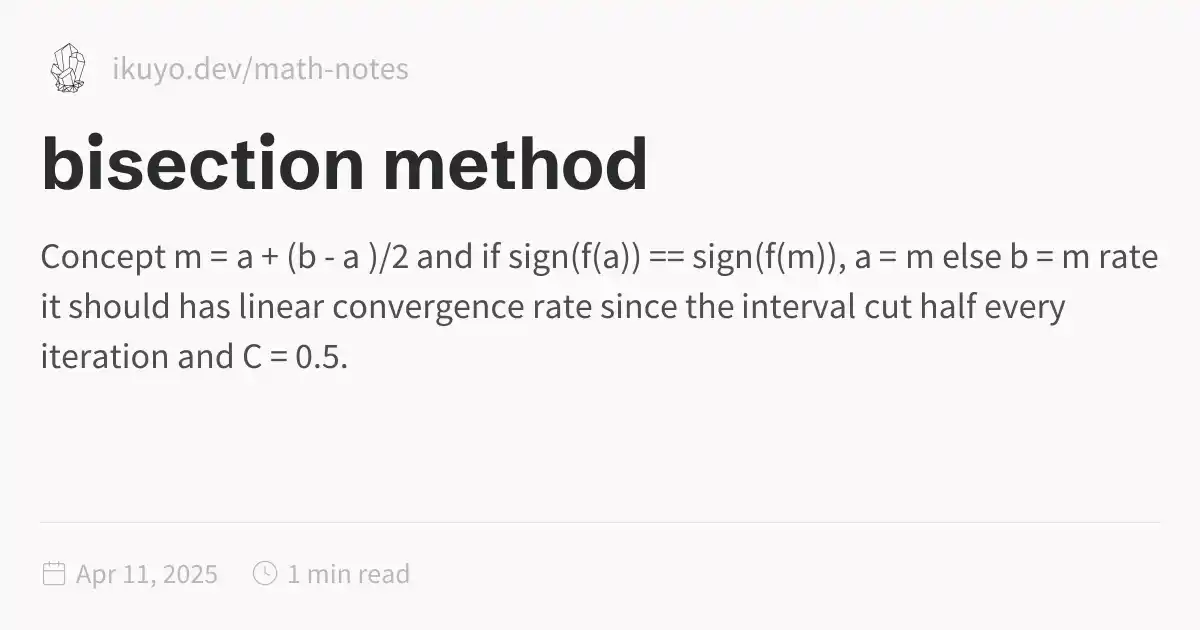 ikuyo.dev/math-notes
bisection method
Concept m = a + (b - a )/2 and if sign(f(a)) == sign(f(m)), a = m else b = m rate
it should has linear convergence rate since the interval cut half every
iteration and C = 0.5.
Apr 11, 2025 1 min read